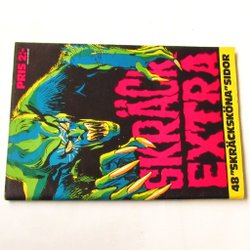 PRIS 2:-
SKRÄCK
EXTRA
48 "SKRÄCKSKÖNA" SIDOR